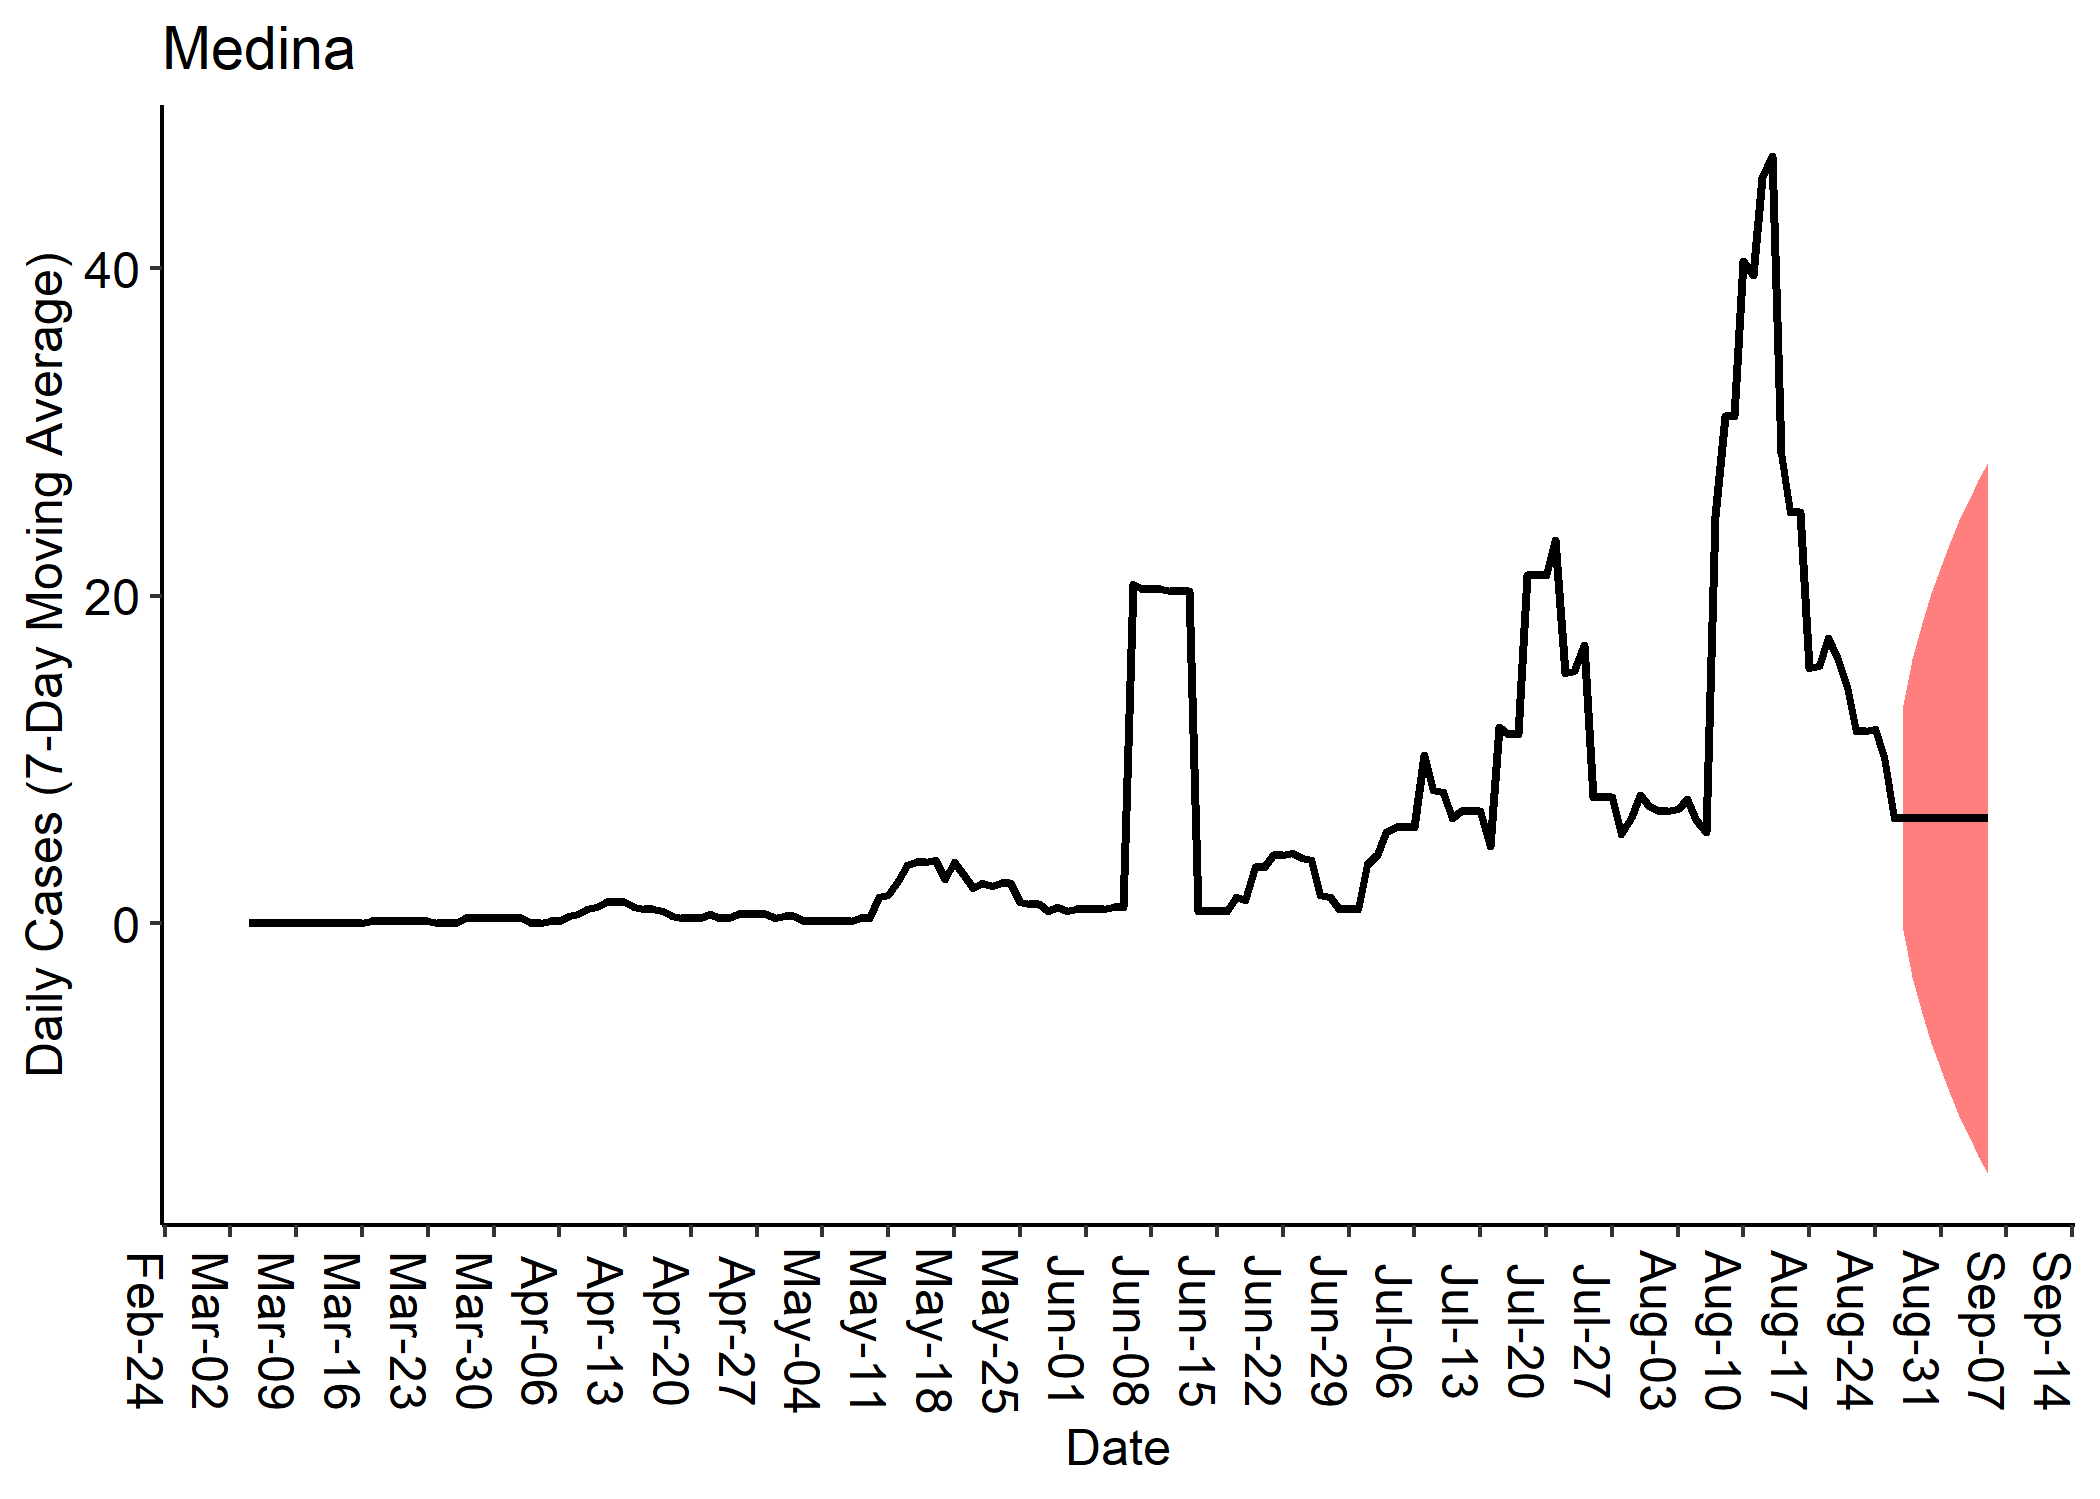 Medina
Daily Cases (7-Day Moving Average)
40
20
0
Feb-24
Mar-02
Mar-09
Mar-16
Mar-23
Mar-30
Apr-06
Apr-13
Apr-20
Apr-27
May-04
May-11
May-18
May-25
Jun-01
Jun-08
Jun-15
Jun-22
Jun-29
Jul-06
Jul-13
Jul-20
Jul-27
Aug-03
Aug-10
Aug-17
Aug-24
Aug-31
Sep-07
Sep-14
Date